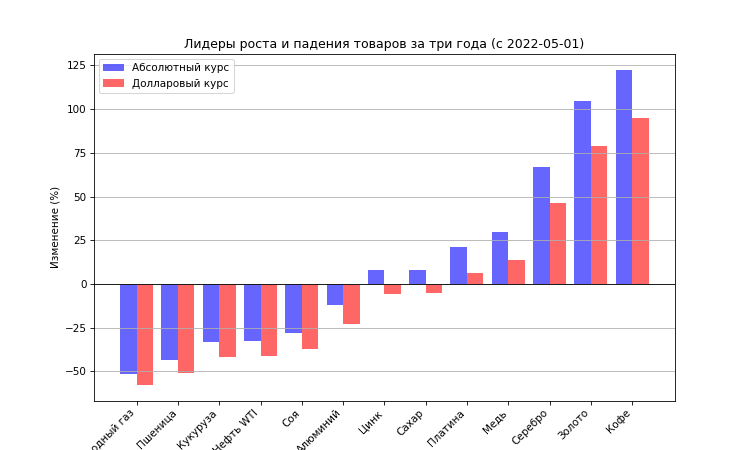 Лидеры роста и падения товаров за три года (с 2022-05-01)
Абсолютный курс
Долларовый курс
Изменение (%)
125
100
75
50
25
0
−25
−50
одный газ
Пшеница
Кукуруза
Нефть WTI
Соя
Алюминий
Цинк
Сахар
Платина
Медь
Серебро
Золото
Кофе